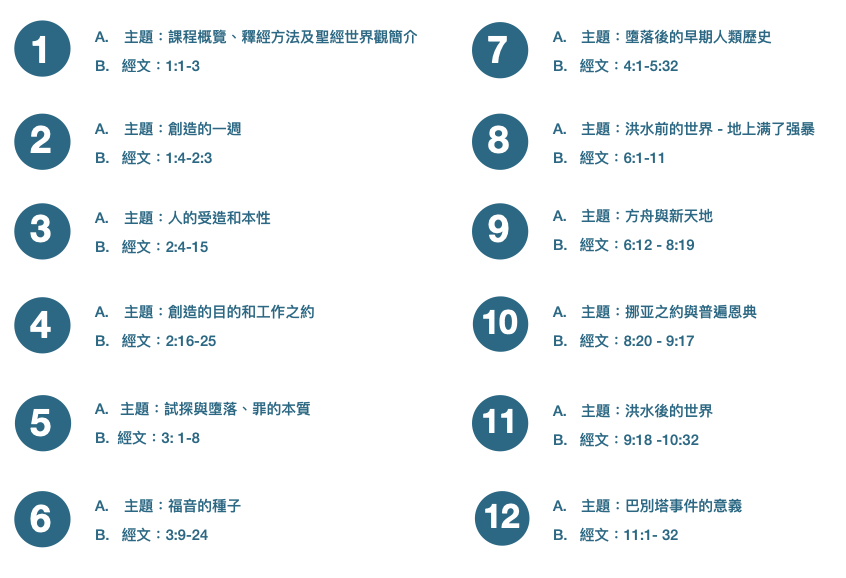 1
A. 主題：課程概覽、釋經方法及聖經世界觀簡介
B. 經文：1:1-3
2
A. 主題：創造的一週
B. 經文：1:4-2:3
3
A. 主題：人的受造和本性
B. 經文：2:4-15
4
A. 主題：創造的目的和工作之約
B. 經文：2:16-25
5
A. 主題：試探與墮落、罪的本質
B. 經文：3: 1-8
6
A. 主題：福音的種子
B. 經文：3:9-24
7
A. 主題：墮落後的早期人類歷史
B. 經文：4:1-5:32
8
A. 主題：洪水前的世界 - 地上满了强暴
B. 經文：6:1-11
9
A. 主題：方舟與新天地
B. 經文：6:12 - 8:19
10
A. 主題：挪亚之約與普遍恩典
B. 經文：8:20 - 9:17
11
A. 主題：洪水後的世界
B. 經文：9:18 -10:32
12
A. 主題：巴別塔事件的意義
B. 經文：11:1- 32